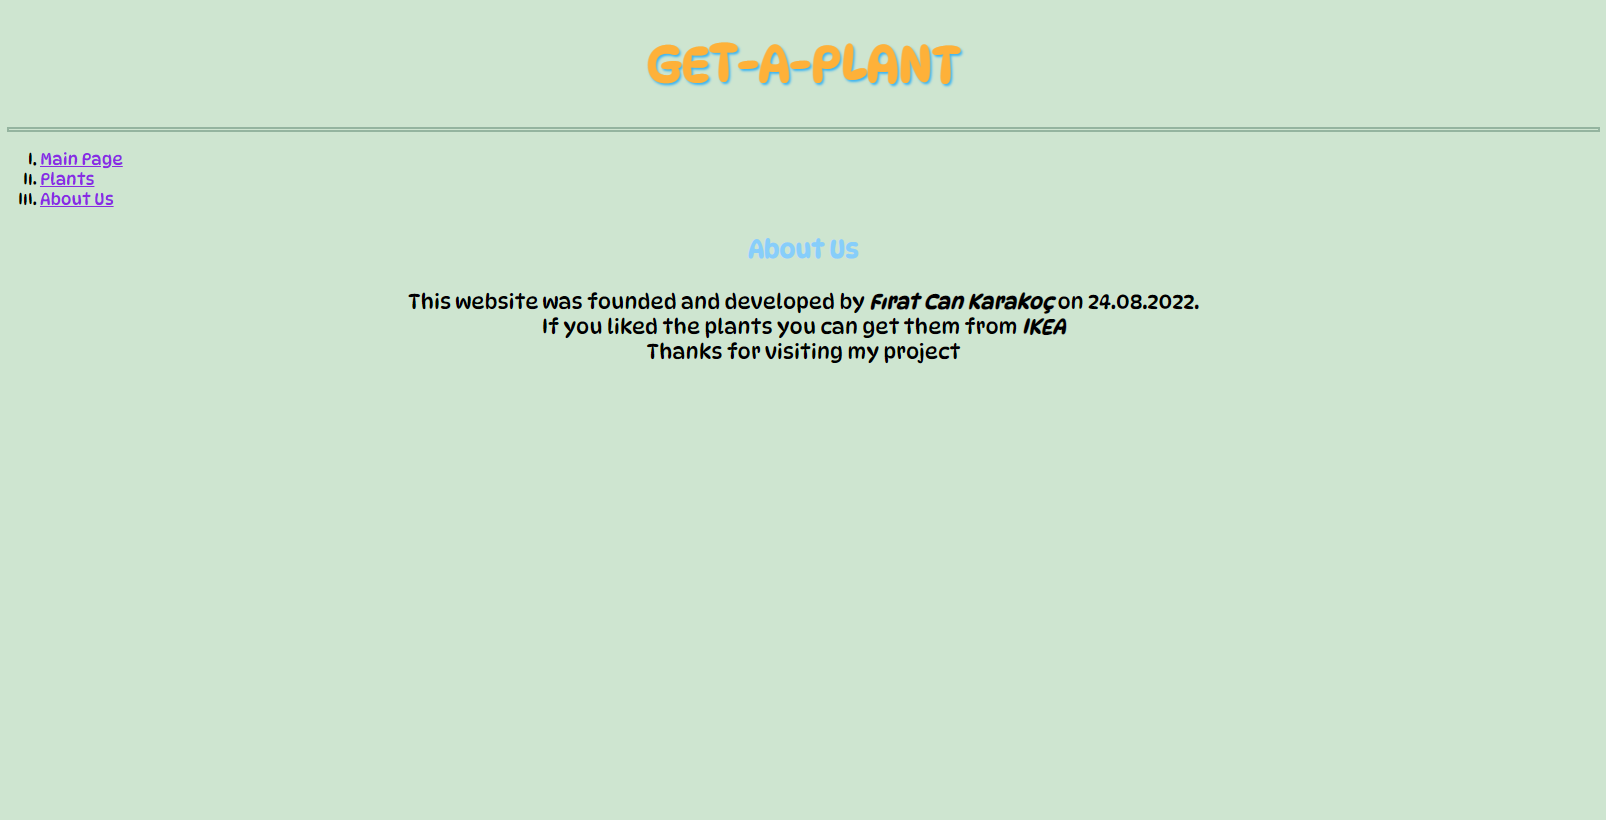 GET-A-PLANT
I. Main Page
II. Plants
III. About Us
About Us
This website was founded and developed by Fırat Can Karakoç on 24.08.2022.
If you liked the plants you can get them from IKEA
Thanks for visiting my project